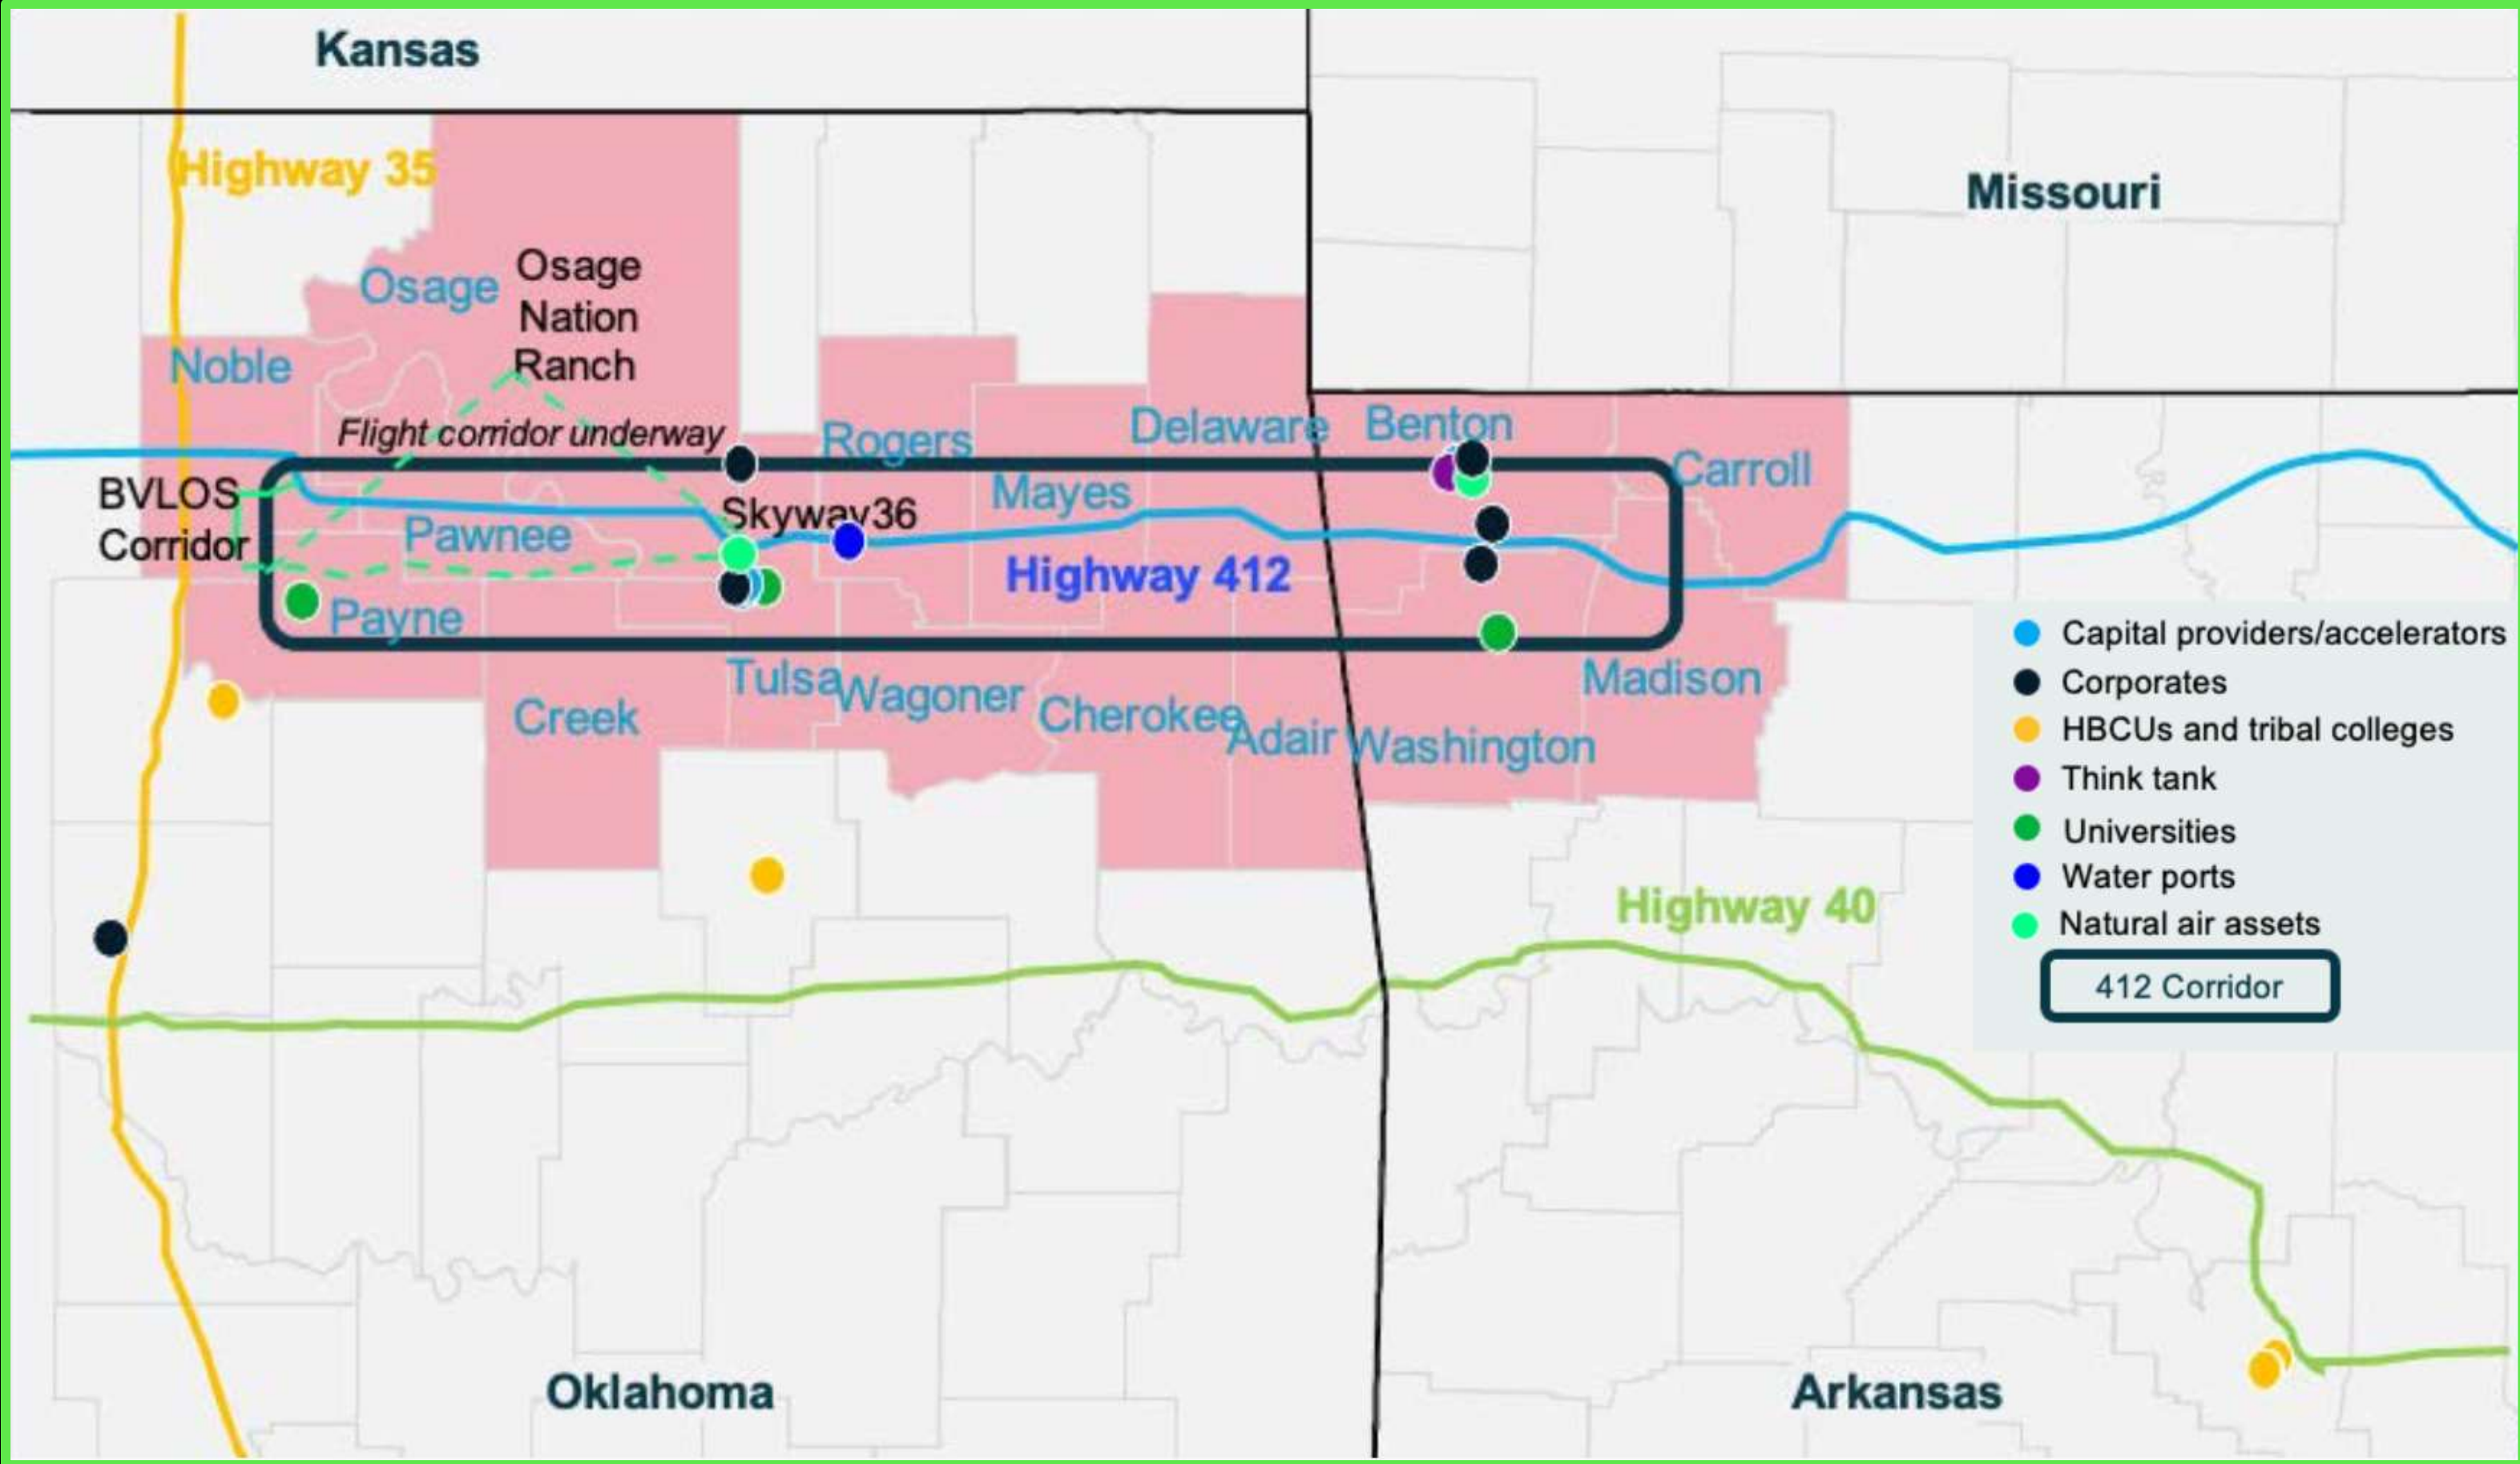 Kansas
Highway 35
Missouri
Osage
Osage
Nation
Ranch
Noble
Flight corridor underway
Rogers
Delaware
Benton
Carroll
BVLOS
Corridor
Mayes
Skyway36
Pawnee
Highway 412
Payne
Tulsa
Wagoner
Creek
Cherokee
Adair
Washington
Madison
Capital providers/accelerators
Corporates
HBCUs and tribal colleges
Think tank
Universities
Water ports
Natural air assets
412 Corridor
Highway 40
Oklahoma
Arkansas